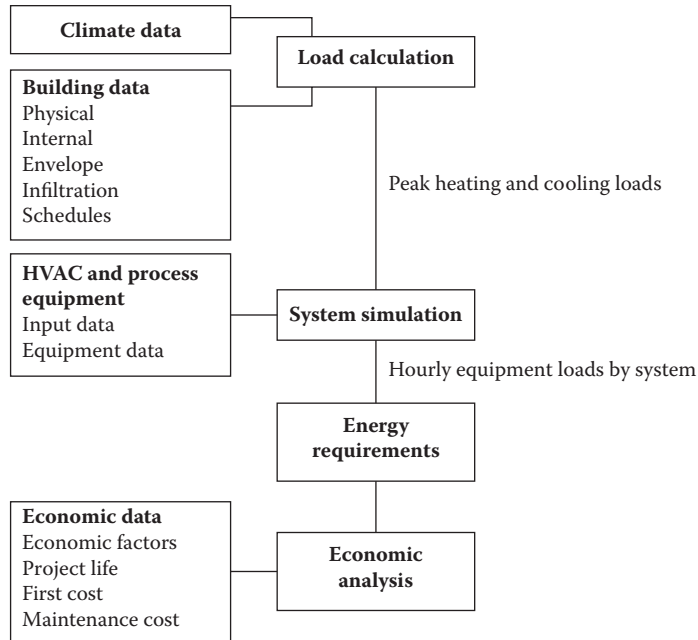 Climate data
Load calculation
Building data
Physical
Internal
Envelope
Infiltration
Schedules
Peak heating and cooling loads
HVAC and process
equipment
Input data
Equipment data
System simulation
Hourly equipment loads by system
Energy
requirements
Economic data
Economic factors
Project life
First cost
Maintenance cost
Economic
analysis